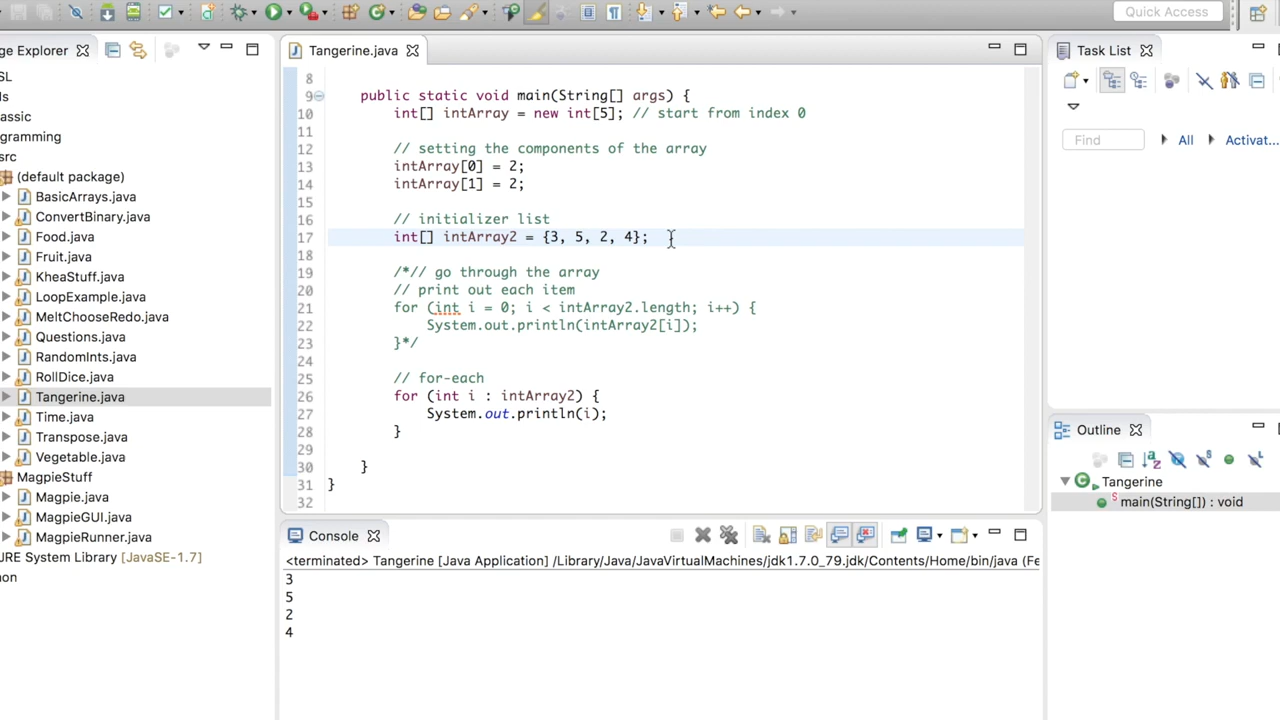 Quick Access
ge Explorer
SL
ls
assic
gramming
src
(default package)
BasicArrays.java
ConvertBinary.java
Food.java
Fruit.java
KheaStuff.java
LoopExample.java
MeltChooseRedo.java
Questions.java
RandomInts.java
RollDice.java
Tangerine.java
Time.java
Transpose.java
Vegetable.java
MagpieStuff
Magpie.java
MagpieGUI.java
MagpieRunner.java
JRE System Library [JavaSE-1.7]
non
Tangerine.java
8
9 public static void main(String[] args) {
10 int[] intArray = new int[5]; // start from index 0
11
12 // setting the components of the array
13 intArray[0] = 2;
14 intArray[1] = 2;
15
16 // initializer list
17 int[] intArray2 = {3, 5, 2, 4};
18
19 /*// go through the array
20 // print out each item
21 for (int i = 0; i < intArray2.length; i++) {
22 System.out.println(intArray2[i]);
23 }*/
24
25 // for-each
26 for (int i : intArray2) {
27 System.out.println(i);
28 }
29
30 }
31 }
32
Console
<terminated> Tangerine [Java Application] /Library/Java/JavaVirtualMachines/jdk1.7.0_79.jdk/Contents/Home/bin/java (Fe
3
5
2
4
Task List
Find
All
Activat...
Outline
Tangerine
main(String[]) : void